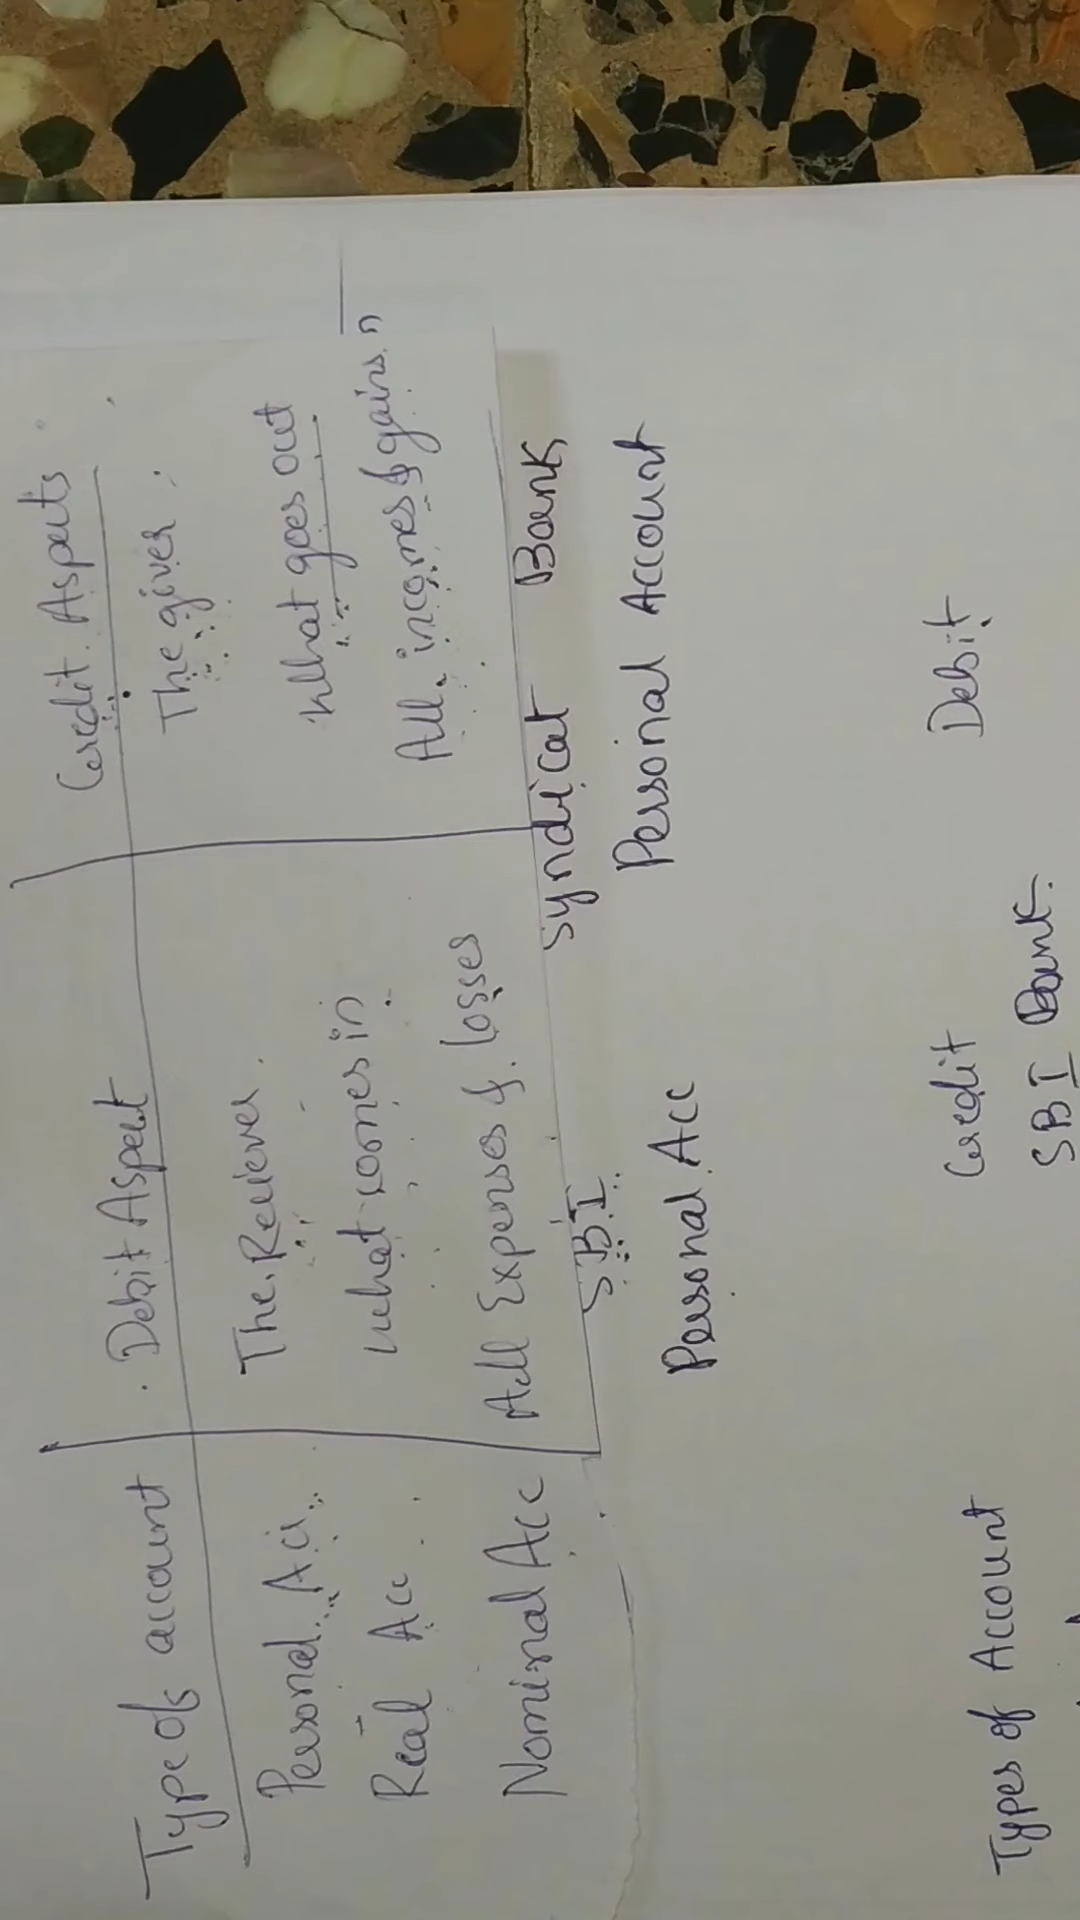 Type of account Debit Aspect Credit Aspects
Personal Acc The Reciever The giver
Real Acc what comes in What goes out
Nominal Acc All Expenses & losses All incomes & gains
SBI Syndicat Bank
Personal Acc Personal Account
Types of Account Credit Debit
SBI Bank.